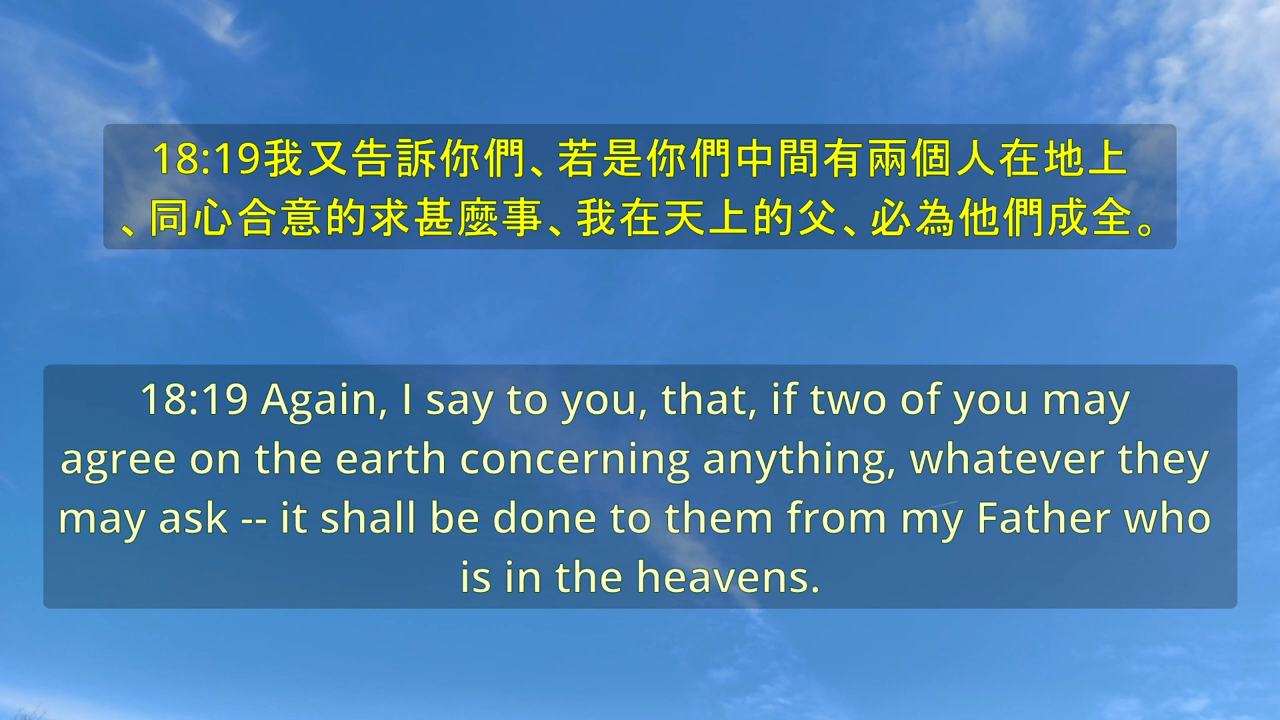 18:19我又告訴你們、若是你們中間有兩個人在地上
、同心合意的求甚麼事、我在天上的父、必為他們成全。
18:19 Again, I say to you, that, if two of you may
agree on the earth concerning anything, whatever they
may ask -- it shall be done to them from my Father who
is in the heavens.